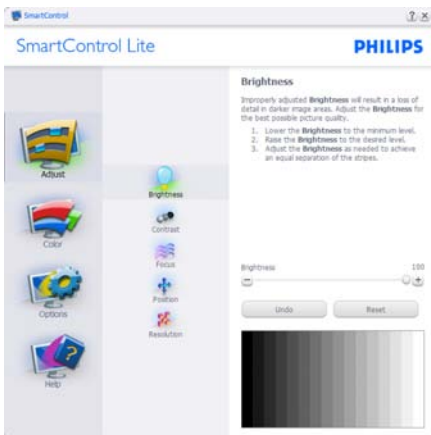 SmartControl
SmartControl Lite
PHILIPS
Adjust
Color
Options
Help
Brightness
Contrast
Focus
Position
Resolution
Brightness
Improperly adjusted Brightness will result in a loss of
detail in darker image areas. Adjust the Brightness for
the best possible picture quality.
1. Lower the Brightness to the minimum level.
2. Raise the Brightness to the desired level.
3. Adjust the Brightness as needed to achieve
an equal separation of the stripes.
Brightness 100
Undo Reset